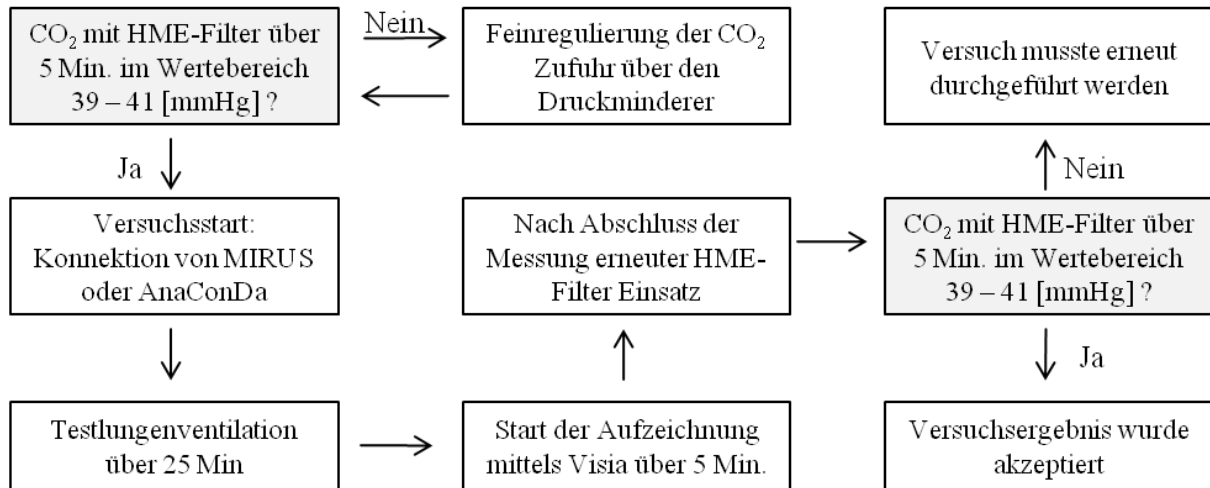 CO₂ mit HME-Filter über
5 Min. im Wertebereich
39 – 41 [mmHg] ?
Nein
Feinregulierung der CO₂
Zufuhr über den
Druckminderer
Ja
Versuchsstart:
Konnektion von MIRUS
oder AnaConDa
Testlungenventilation
über 25 Min
Start der Aufzeichnung
mittels Visia über 5 Min.
Nach Abschluss der
Messung erneuter HME-
Filter Einsatz
CO₂ mit HME-Filter über
5 Min. im Wertebereich
39 – 41 [mmHg] ?
Nein
Versuch musste erneut
durchgeführt werden
Ja
Versuchsergebnis wurde
akzeptiert